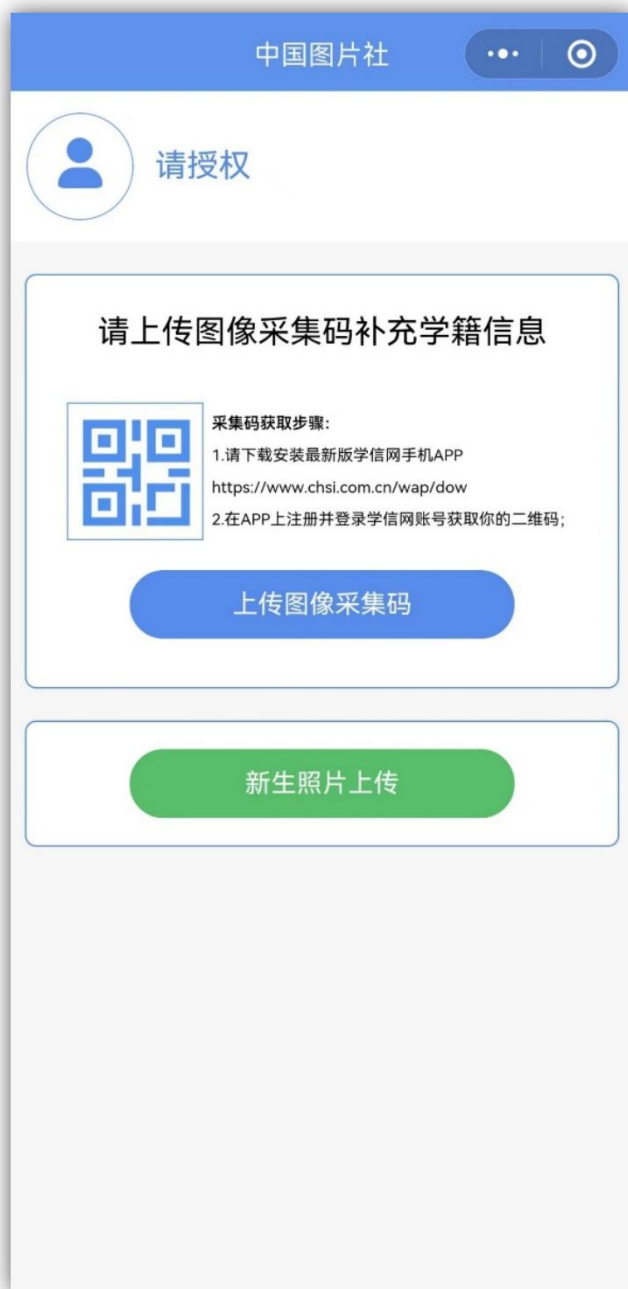 中国图片社
请授权
请上传图像采集码补充学籍信息
采集码获取步骤：
1.请下载安装最新版学信网手机APP
https://www.chsi.com.cn/wap/dow
2.在APP上注册并登录学信网账号获取你的二维码；
上传图像采集码
新生照片上传